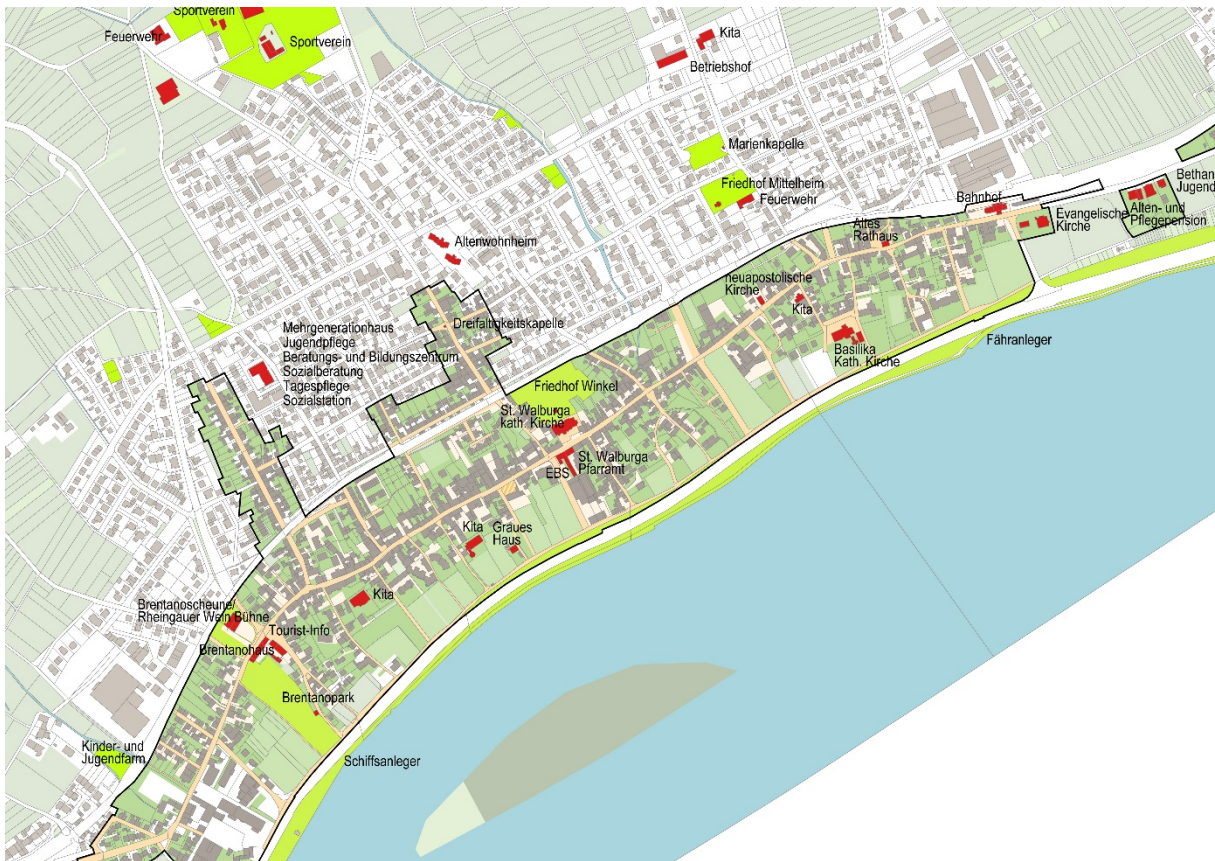 Sportverein
Feuerwehr
Sportverein
Kita
Betriebshof
Marienkapelle
Friedhof Mittelheim
Feuerwehr
Bahnhof
Bethan
Jugend
Alten- und
Pflegepension
Evangelische
Kirche
Altes
Rathaus
Altenwohnheim
neuapostolische
Kirche
Kita
Dreifaltigkeitskapelle
Mehrgenerationhaus
Jugendpflege
Beratungs- und Bildungszentrum
Sozialberatung
Tagespflege
Sozialstation
Basilika
Kath. Kirche
Fähranleger
Friedhof Winkel
St. Walburga
kath. Kirche
St. Walburga
Pfarramt
EBS
Kita
Graues
Haus
Kita
Brentanoscheune/
Rheingauer Wein Bühne
Tourist-Info
Brentanohaus
Brentanopark
Kinder- und
Jugendfarm
Schiffsanleger